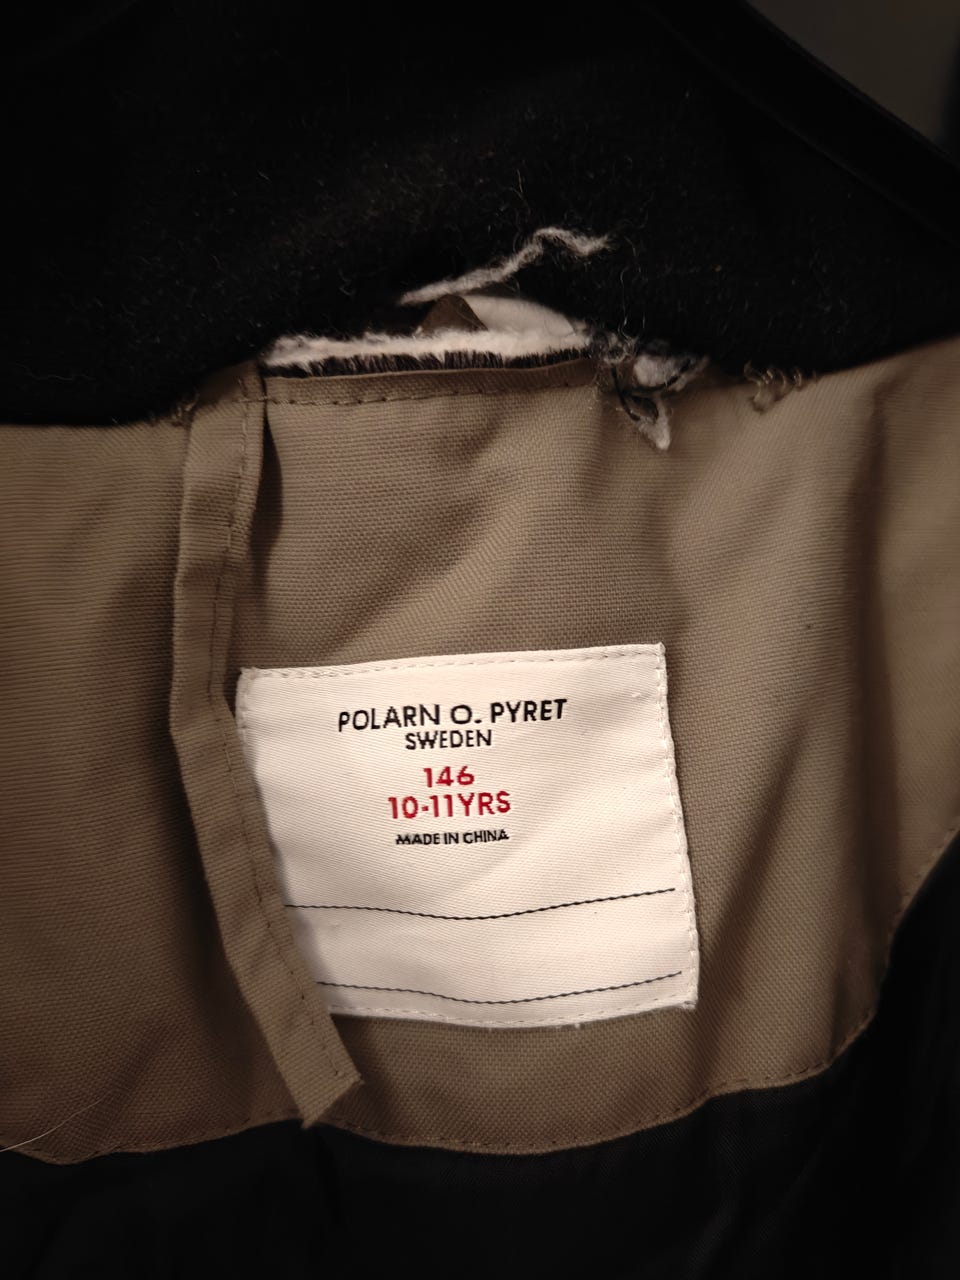 POLARN O. PYRET
SWEDEN
146
10-11YRS
MADE IN CHINA